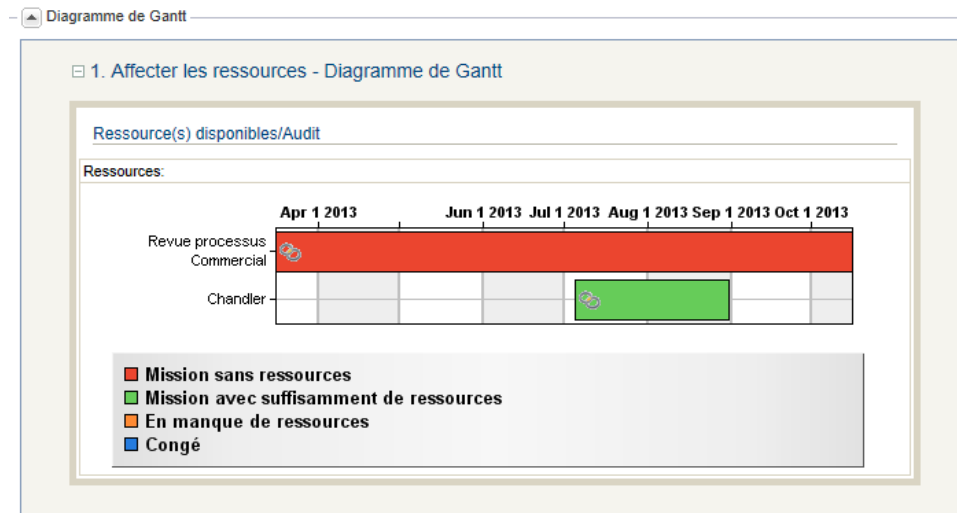 Diagramme de Gantt
1. Affecter les ressources - Diagramme de Gantt
Ressource(s) disponibles/Audit
Ressources:
Apr 1 2013 Jun 1 2013 Jul 1 2013 Aug 1 2013 Sep 1 2013 Oct 1 2013
Revue processus
Commercial
Chandler
Mission sans ressources
Mission avec suffisamment de ressources
En manque de ressources
Congé